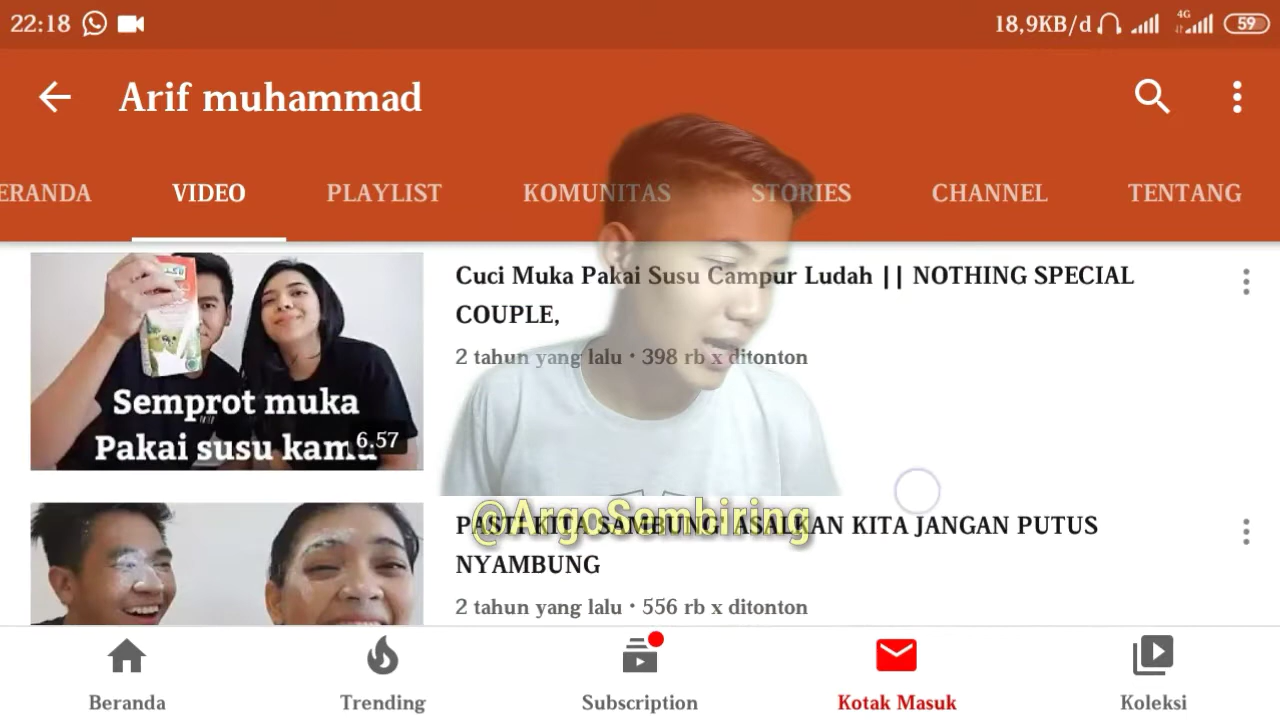 22:18
18,9KB/d
4G
59
Arif muhammad
ERANDA
VIDEO
PLAYLIST
KOMUNITAS
STORIES
CHANNEL
TENTANG
Semprot muka
Pakai susu kamu
6.57
Cuci Muka Pakai Susu Campur Ludah || NOTHING SPECIAL
COUPLE,
2 tahun yang lalu • 398 rb x ditonton
@ArgoSembiring
PASTI KITA SAMBUNG! ASALKAN KITA JANGAN PUTUS
NYAMBUNG
2 tahun yang lalu • 556 rb x ditonton
Beranda
Trending
Subscription
Kotak Masuk
Koleksi